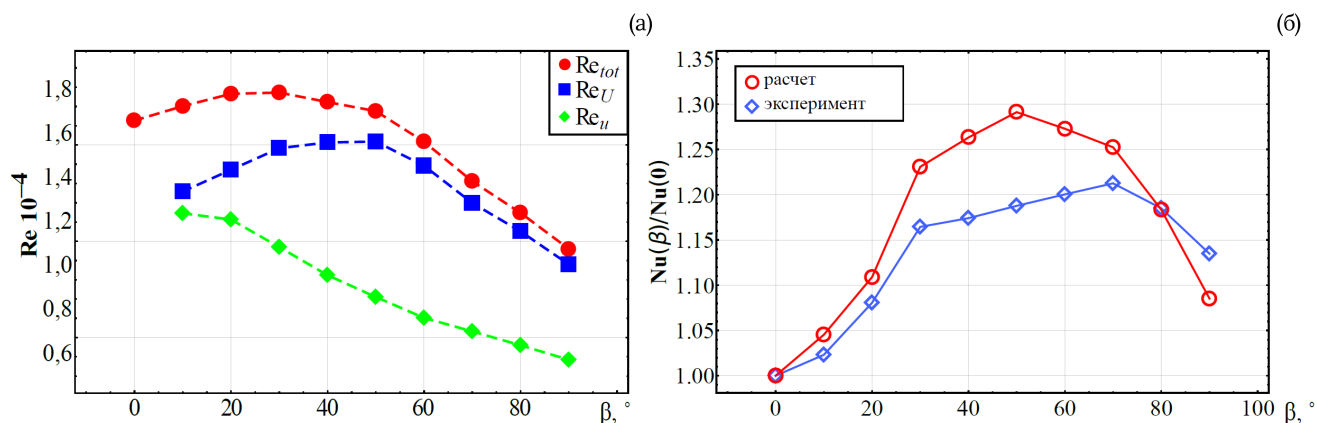 (а)
Re 10⁻⁴
1,8
1,6
1,4
1,2
1,0
0,8
0,6
Re_tot
Re_U
Re_u
0 20 40 60 80 β, °
(б)
Nu(β)/Nu(0)
1.35
1.30
1.25
1.20
1.15
1.10
1.05
1.00
расчет
эксперимент
0 20 40 60 80 100
β, °